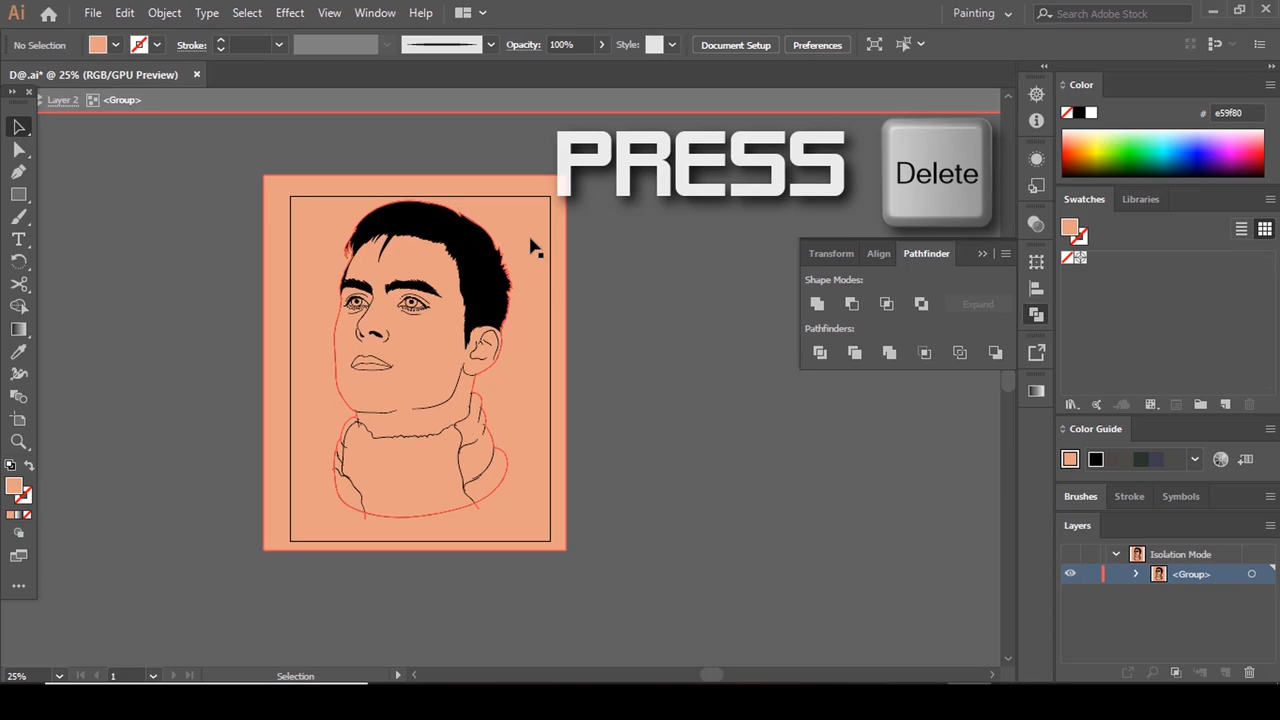 Ai File Edit Object Type Select Effect View Window Help Painting Search Adobe Stock
No Selection Stroke: Opacity: 100% Style: Document Setup Preferences
D@.ai* @ 25% (RGB/GPU Preview)
Layer 2 <Group>
PRESS Delete
Color
# e59f80
Swatches Libraries
Transform Align Pathfinder
Shape Modes:
Expand
Pathfinders:
Color Guide
Brushes Stroke Symbols
Layers
Isolation Mode
<Group>
25% 1 Selection